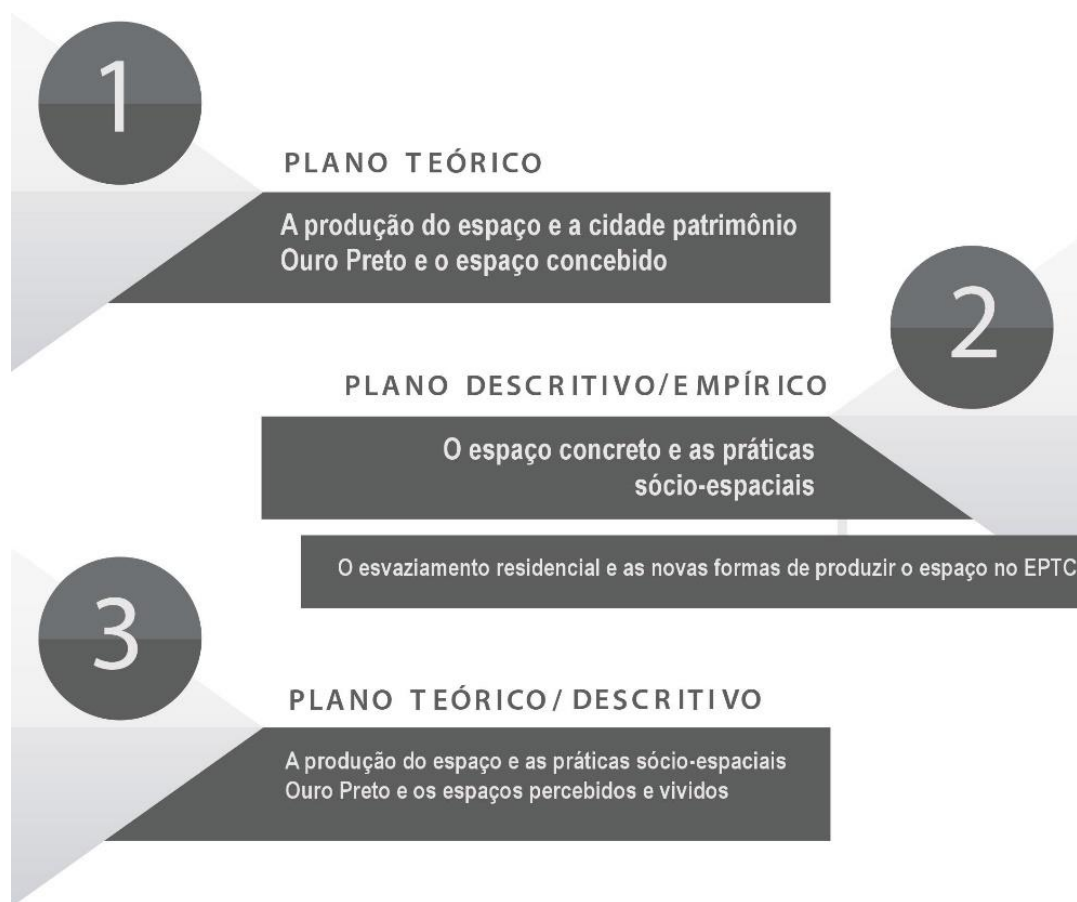 1
PLANO TEÓRICO
A produção do espaço e a cidade patrimônio
Ouro Preto e o espaço concebido
2
PLANO DESCRITIVO/EMPÍRICO
O espaço concreto e as práticas
sócio-espaciais
O esvaziamento residencial e as novas formas de produzir o espaço no EPTC
3
PLANO TEÓRICO/DESCRITIVO
A produção do espaço e as práticas sócio-espaciais
Ouro Preto e os espaços percebidos e vividos